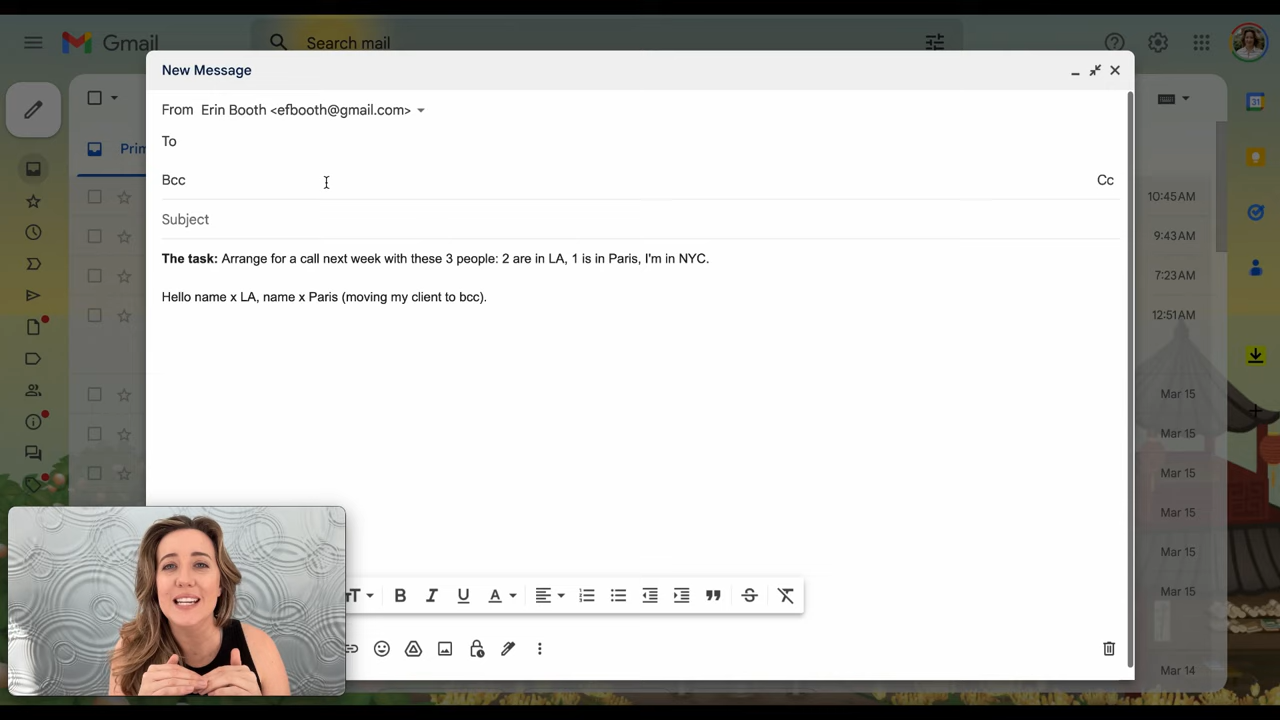 Gmail
Search mail
New Message
From Erin Booth <efbooth@gmail.com>
To
Bcc
Cc
Subject
The task: Arrange for a call next week with these 3 people: 2 are in LA, 1 is in Paris, I'm in NYC.
Hello name x LA, name x Paris (moving my client to bcc).
Prim
31
10:45 AM
9:43 AM
7:23 AM
12:51 AM
Mar 15
Mar 15
Mar 15
Mar 15
Mar 15
Mar 15
Mar 14